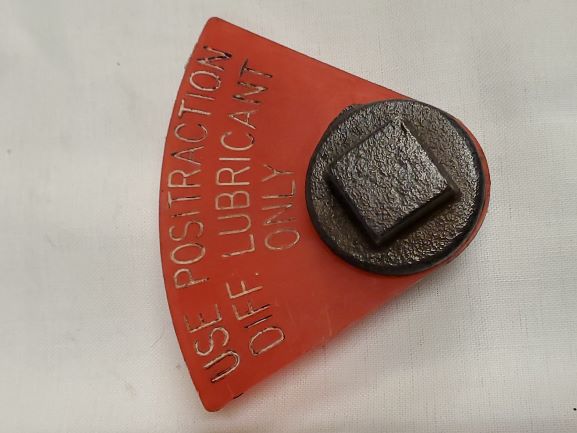 USE POSITRACTION
DIFF. LUBRICANT
ONLY